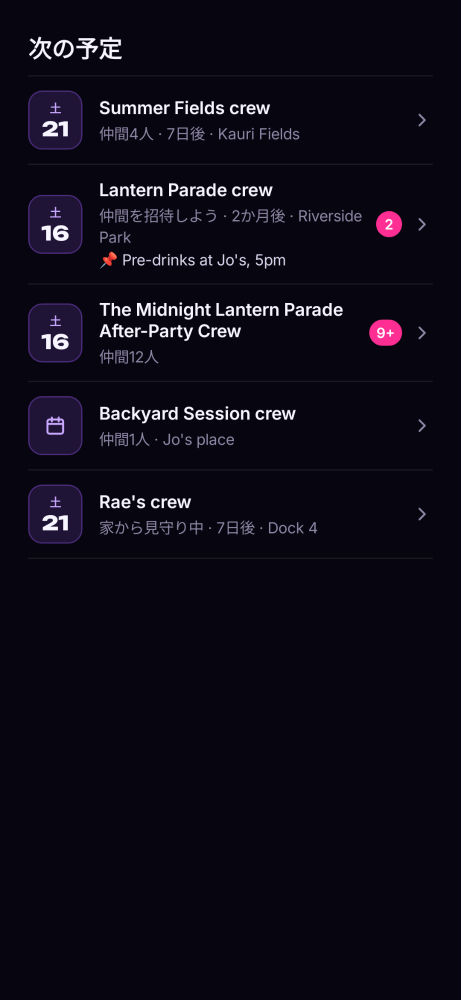 次の予定
土
21
Summer Fields crew
仲間4人 · 7日後 · Kauri Fields
土
16
Lantern Parade crew
仲間を招待しよう · 2か月後 · Riverside
Park
📌 Pre-drinks at Jo's, 5pm
2
土
16
The Midnight Lantern Parade
After-Party Crew
仲間12人
9+
Backyard Session crew
仲間1人 · Jo's place
土
21
Rae's crew
家から見守り中 · 7日後 · Dock 4